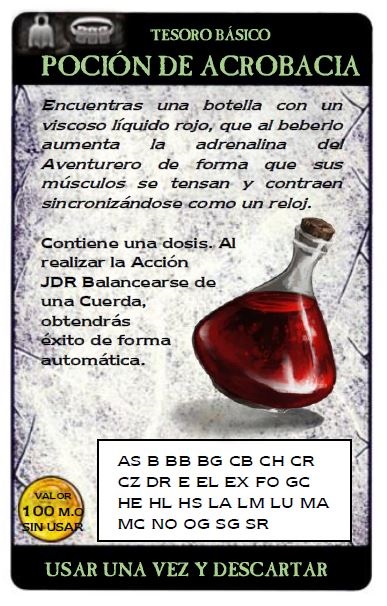 TESORO BÁSICO
POCIÓN DE ACROBACIA
Encuentras una botella con un
viscoso líquido rojo, que al beberlo
aumenta la adrenalina del
Aventurero de forma que sus
músculos se tensan y contraen
sincronizándose como un reloj.
Contiene una dosis. Al
realizar la Acción
JDR Balancearse de
una Cuerda,
obtendrás
éxito de forma
automática.
AS B BB BG CB CH CR
CZ DR E EL EX FO GC
HE HL HS LA LM LU MA
MC NO OG SG SR
VALOR
100 M.O
SIN USAR
USAR UNA VEZ Y DESCARTAR